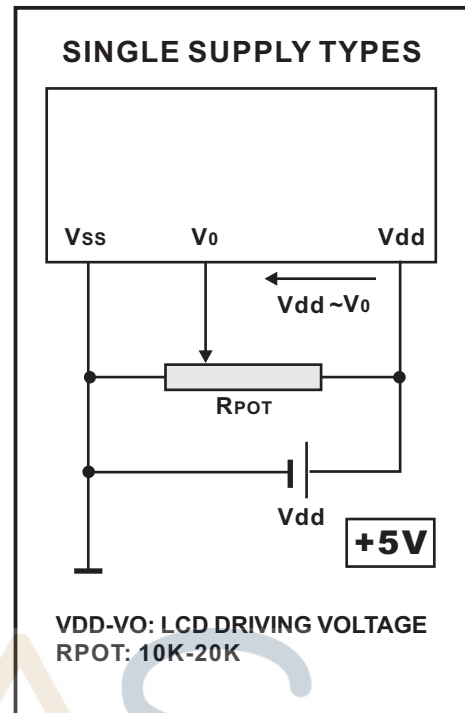 SINGLE SUPPLY TYPES
Vss V0 Vdd
Vdd ~V0
RPOT
Vdd
+5V
VDD-VO: LCD DRIVING VOLTAGE
RPOT: 10K-20K